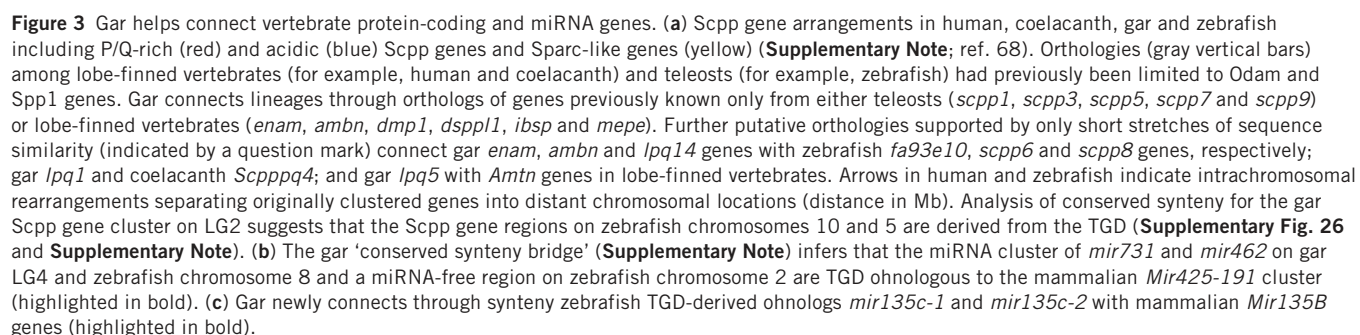 Figure 3 Gar helps connect vertebrate protein-coding and miRNA genes. (a) Scpp gene arrangements in human, coelacanth, gar and zebrafish
including P/Q-rich (red) and acidic (blue) Scpp genes and Sparc-like genes (yellow) (Supplementary Note; ref. 68). Orthologies (gray vertical bars)
among lobe-finned vertebrates (for example, human and coelacanth) and teleosts (for example, zebrafish) had previously been limited to Odam and
Spp1 genes. Gar connects lineages through orthologs of genes previously known only from either teleosts (scpp1, scpp3, scpp5, scpp7 and scpp9)
or lobe-finned vertebrates (enam, ambn, dmp1, dsppl1, ibsp and mepe). Further putative orthologies supported by only short stretches of sequence
similarity (indicated by a question mark) connect gar enam, ambn and lpq14 genes with zebrafish fa93e10, scpp6 and scpp8 genes, respectively;
gar lpq1 and coelacanth Scpppq4; and gar lpq5 with Amtn genes in lobe-finned vertebrates. Arrows in human and zebrafish indicate intrachromosomal
rearrangements separating originally clustered genes into distant chromosomal locations (distance in Mb). Analysis of conserved synteny for the gar
Scpp gene cluster on LG2 suggests that the Scpp gene regions on zebrafish chromosomes 10 and 5 are derived from the TGD (Supplementary Fig. 26
and Supplementary Note). (b) The gar ‘conserved synteny bridge’ (Supplementary Note) infers that the miRNA cluster of mir731 and mir462 on gar
LG4 and zebrafish chromosome 8 and a miRNA-free region on zebrafish chromosome 2 are TGD ohnologous to the mammalian Mir425-191 cluster
(highlighted in bold). (c) Gar newly connects through synteny zebrafish TGD-derived ohnologs mir135c-1 and mir135c-2 with mammalian Mir135B
genes (highlighted in bold).